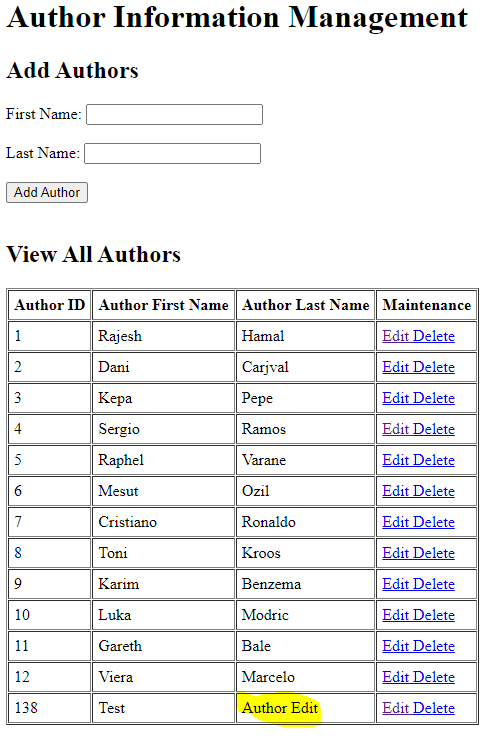 Author Information Management
Add Authors
First Name:
Last Name:
Add Author
View All Authors
Author ID Author First Name Author Last Name Maintenance
1 Rajesh Hamal Edit Delete
2 Dani Carjval Edit Delete
3 Kepa Pepe Edit Delete
4 Sergio Ramos Edit Delete
5 Raphel Varane Edit Delete
6 Mesut Ozil Edit Delete
7 Cristiano Ronaldo Edit Delete
8 Toni Kroos Edit Delete
9 Karim Benzema Edit Delete
10 Luka Modric Edit Delete
11 Gareth Bale Edit Delete
12 Viera Marcelo Edit Delete
138 Test Author Edit Edit Delete